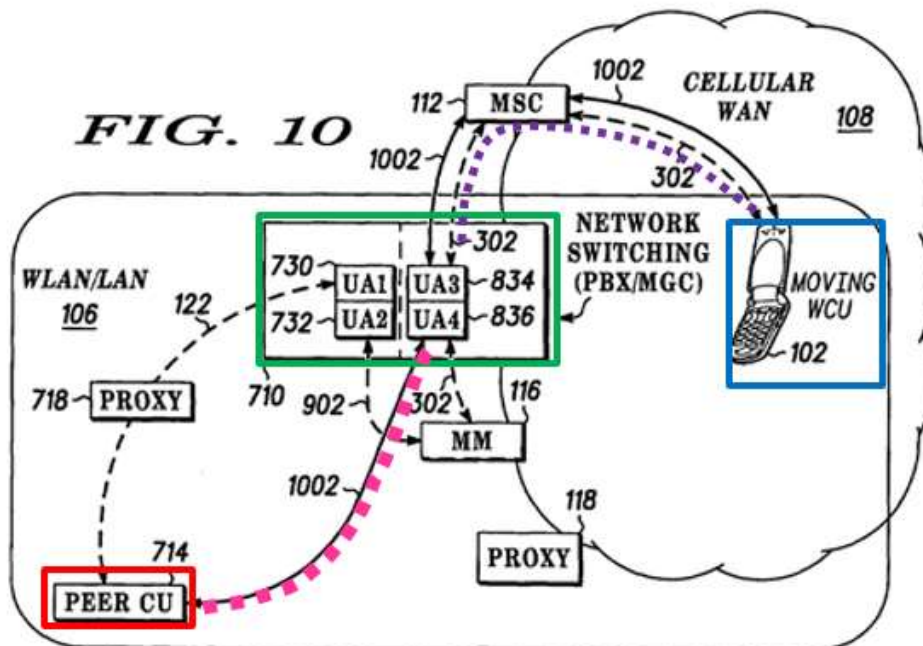 FIG. 10
112
MSC
1002
CELLULAR
WAN
108
1002
302
302
WLAN/LAN
106
122
730
UA1
732
UA2
UA3
834
UA4
836
NETWORK
SWITCHING
(PBX/MGC)
MOVING
WCU
102
718
PROXY
710
902
302
116
MM
1002
118
PROXY
714
PEER CU